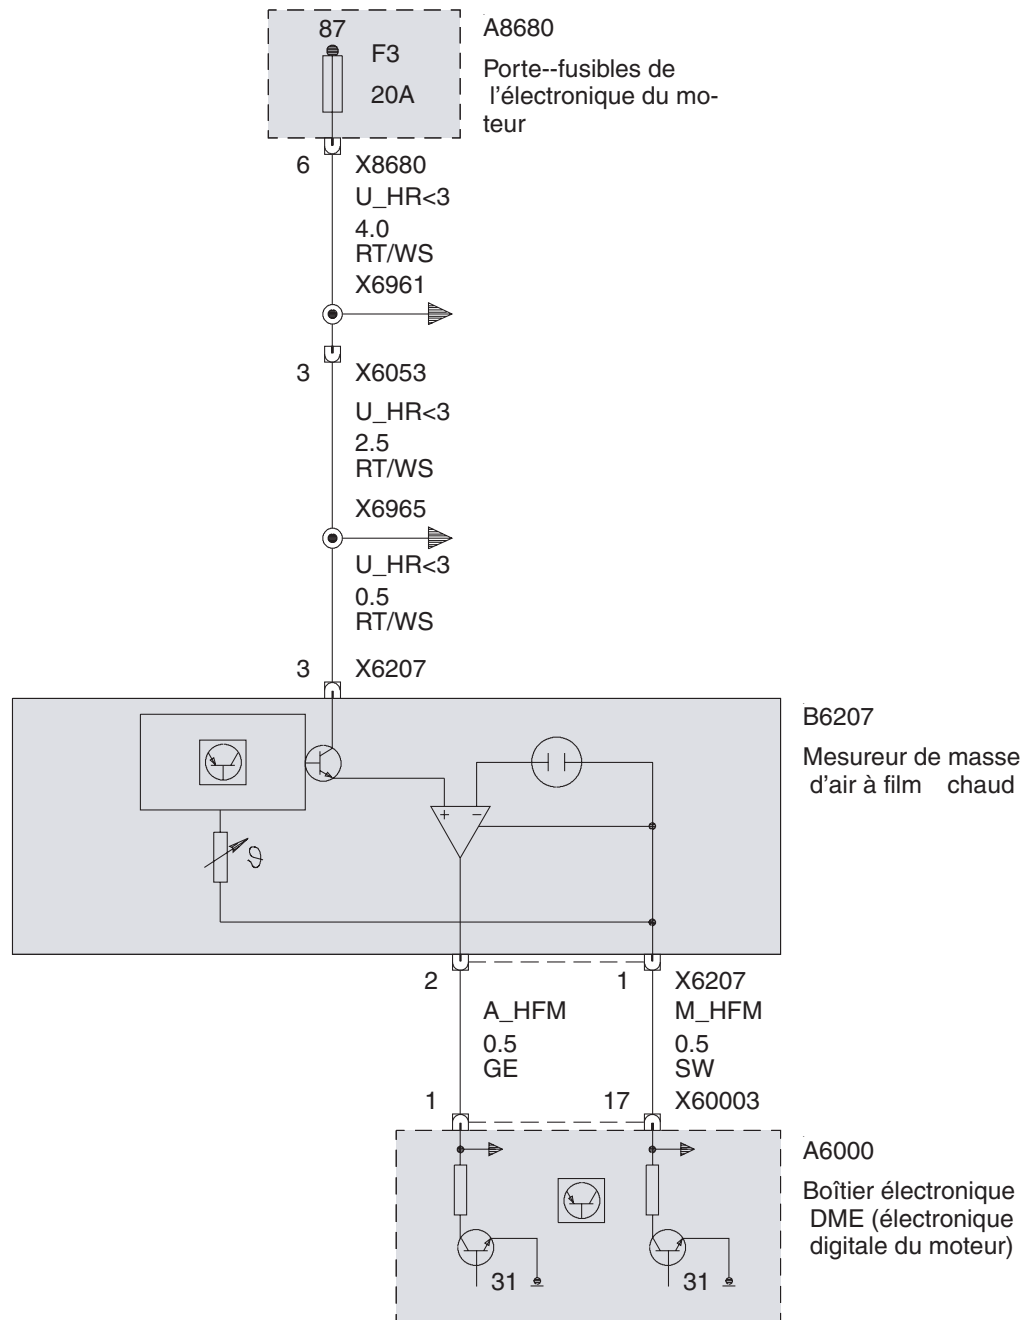 87
F3
20A
A8680
Porte--fusibles de
l'électronique du mo-
teur
6 X8680
U_HR<3
4.0
RT/WS
X6961
3 X6053
U_HR<3
2.5
RT/WS
X6965
U_HR<3
0.5
RT/WS
3 X6207
B6207
Mesureur de masse
d'air à film chaud
+ −
ϑ
2 1 X6207
A_HFM M_HFM
0.5 0.5
GE SW
1 17 X60003
A6000
Boîtier électronique
DME (électronique
digitale du moteur)
31 31